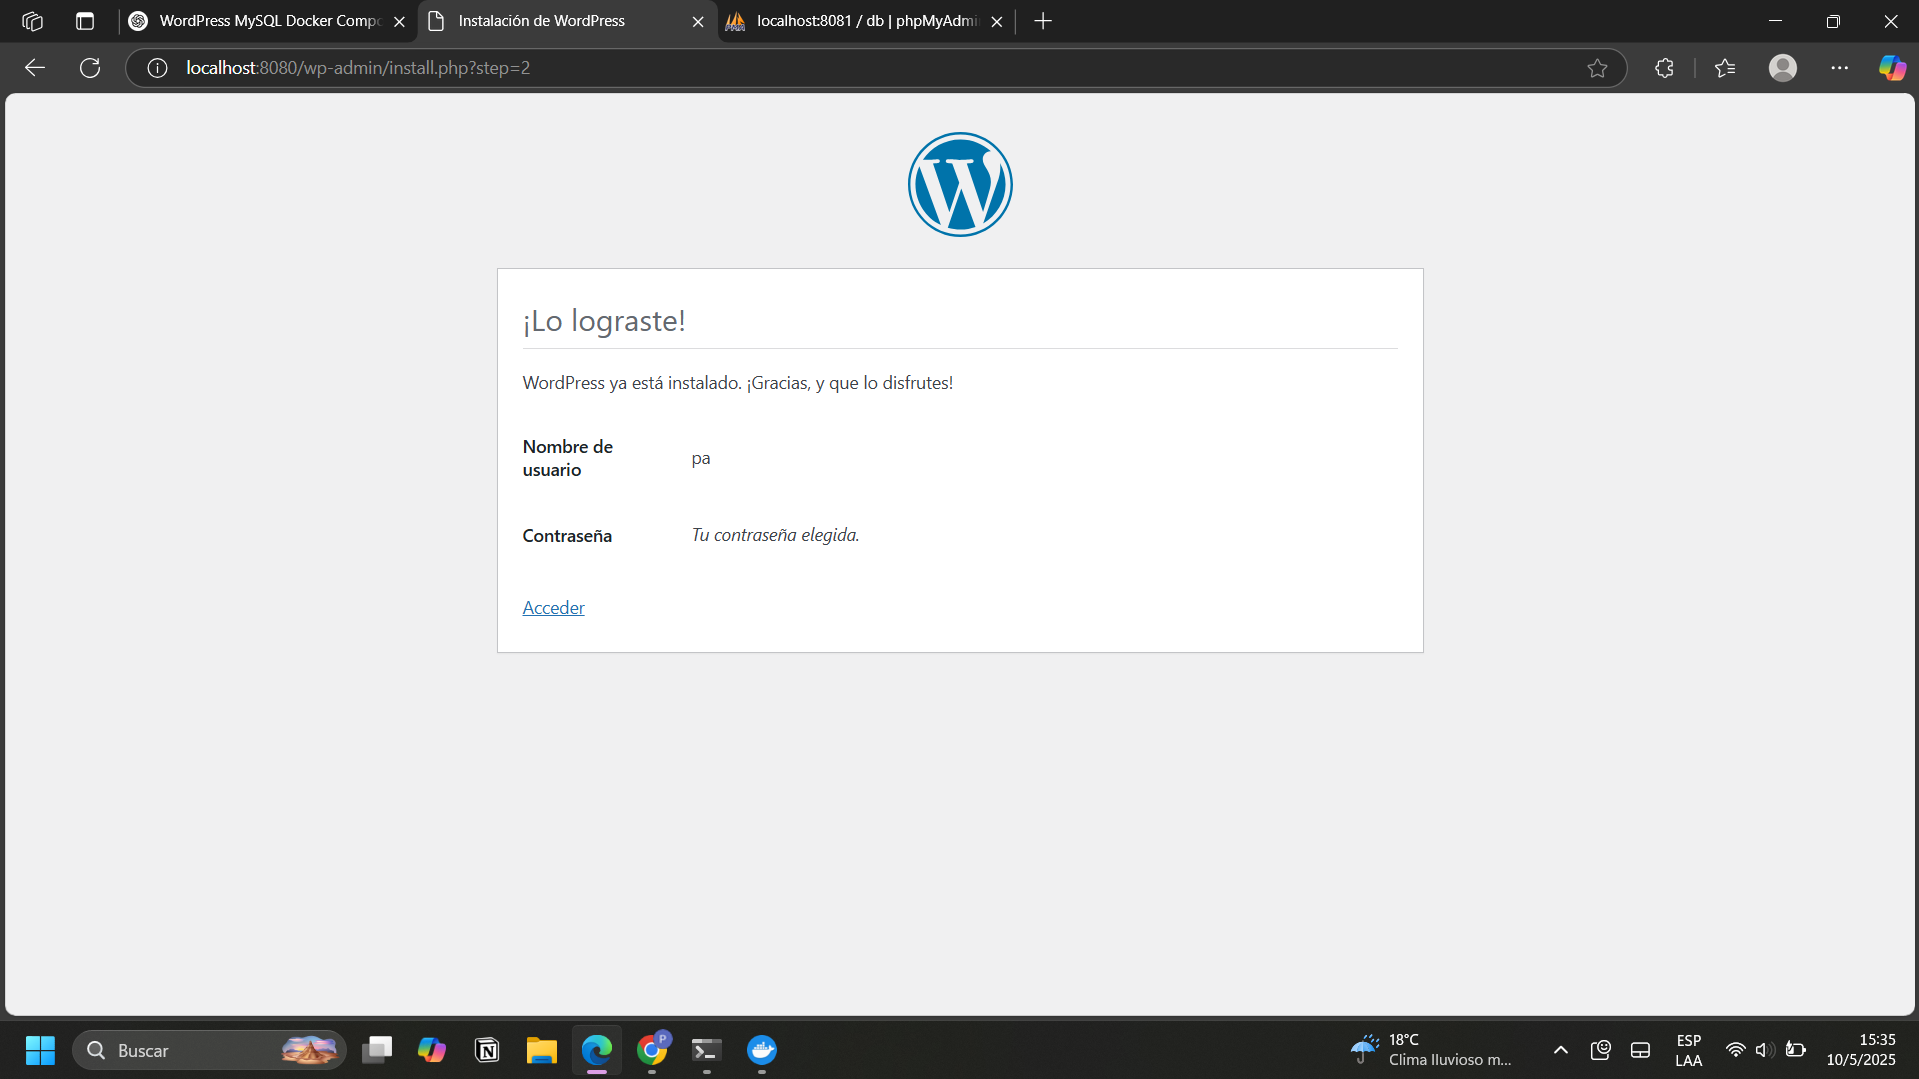 WordPress MySQL Docker Comp
Instalación de WordPress
localhost:8081 / db | phpMyAdmi
localhost:8080/wp-admin/install.php?step=2
¡Lo lograste!
WordPress ya está instalado. ¡Gracias, y que lo disfrutes!
Nombre de
usuario
pa
Contraseña
Tu contraseña elegida.
Acceder
Buscar
P
18°C
Clima lluvioso m...
ESP
LAA
15:35
10/5/2025